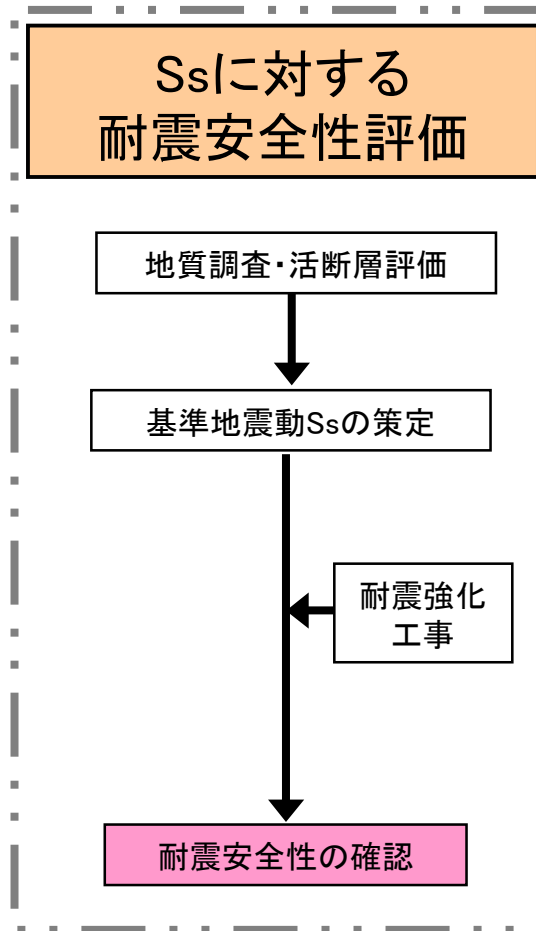 Ssに対する
耐震安全性評価
地質調査・活断層評価
基準地震動Ssの策定
耐震強化
工事
耐震安全性の確認